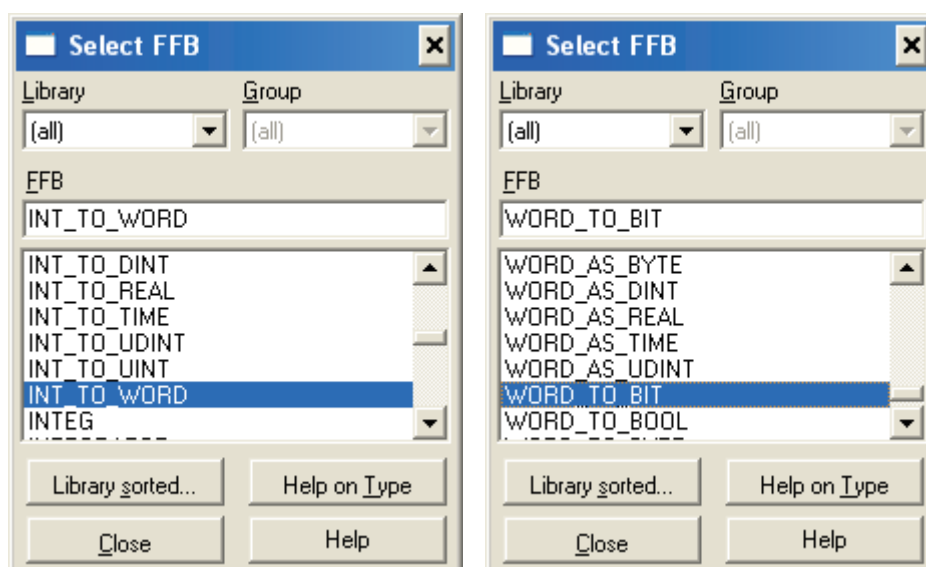 Select FFB
Library Group
(all) (all)
FFB
INT_TO_WORD
INT_TO_DINT
INT_TO_REAL
INT_TO_TIME
INT_TO_UDINT
INT_TO_UINT
INT_TO_WORD
INTEG
Library sorted... Help on Type
Close Help
Select FFB
Library Group
(all) (all)
FFB
WORD_TO_BIT
WORD_AS_BYTE
WORD_AS_DINT
WORD_AS_REAL
WORD_AS_TIME
WORD_AS_UDINT
WORD_TO_BIT
WORD_TO_BOOL
Library sorted... Help on Type
Close Help